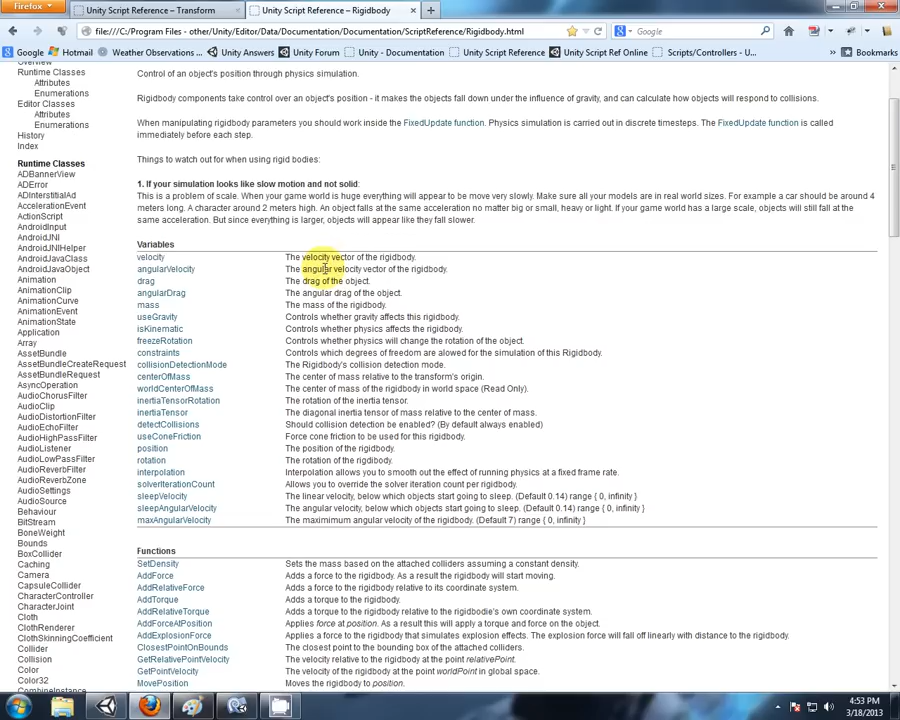 Firefox
Unity Script Reference – Transform
Unity Script Reference – Rigidbody
file:///C:/Program Files - other/Unity/Editor/Data/Documentation/Documentation/ScriptReference/Rigidbody.html
Google
Google
Hotmail
Weather Observations ...
Unity Answers
Unity Forum
Unity - Documentation
Unity Script Reference
Unity Script Ref Online
Scripts/Controllers - U...
Bookmarks
Overview
Runtime Classes
Attributes
Enumerations
Editor Classes
Attributes
Enumerations
History
Index
Runtime Classes
ADBannerView
ADError
ADInterstitialAd
AccelerationEvent
ActionScript
AndroidInput
AndroidJNI
AndroidJNIHelper
AndroidJavaClass
AndroidJavaObject
Animation
AnimationClip
AnimationCurve
AnimationEvent
AnimationState
Application
Array
AssetBundle
AssetBundleCreateRequest
AssetBundleRequest
AsyncOperation
AudioChorusFilter
AudioClip
AudioDistortionFilter
AudioEchoFilter
AudioHighPassFilter
AudioListener
AudioLowPassFilter
AudioReverbFilter
AudioReverbZone
AudioSettings
AudioSource
Behaviour
BitStream
BoneWeight
Bounds
BoxCollider
Caching
Camera
CapsuleCollider
CharacterController
CharacterJoint
Cloth
ClothRenderer
ClothSkinningCoefficient
Collider
Collision
Color
Color32
CombineInstance
Control of an object's position through physics simulation.
Rigidbody components take control over an object's position - it makes the objects fall down under the influence of gravity, and can calculate how objects will respond to collisions.
When manipulating rigidbody parameters you should work inside the FixedUpdate function. Physics simulation is carried out in discrete timesteps. The FixedUpdate function is called
immediately before each step.
Things to watch out for when using rigid bodies:
1. If your simulation looks like slow motion and not solid:
This is a problem of scale. When your game world is huge everything will appear to be move very slowly. Make sure all your models are in real world sizes. For example a car should be around 4
meters long. A character around 2 meters high. An object falls at the same acceleration no matter big or small, heavy or light. If your game world has a large scale, objects will still fall at the
same acceleration. But since everything is larger, objects will appear like they fall slower.
Variables
velocity The velocity vector of the rigidbody.
angularVelocity The angular velocity vector of the rigidbody.
drag The drag of the object.
angularDrag The angular drag of the object.
mass The mass of the rigidbody.
useGravity Controls whether gravity affects this rigidbody.
isKinematic Controls whether physics affects the rigidbody.
freezeRotation Controls whether physics will change the rotation of the object.
constraints Controls which degrees of freedom are alowed for the simulation of this Rigidbody.
collisionDetectionMode The Rigidbody's collision detection mode.
centerOfMass The center of mass relative to the transform's origin.
worldCenterOfMass The center of mass of the rigidbody in world space (Read Only).
inertiaTensorRotation The rotation of the inertia tensor.
inertiaTensor The diagonal inertia tensor of mass relative to the center of mass.
detectCollisions Should collision detection be enabled? (By default always enabled)
useConeFriction Force cone friction to be used for this rigidbody.
position The position of the rigidbody.
rotation The rotation of the rigidbody.
interpolation Interpolation allows you to smooth out the effect of running physics at a fixed frame rate.
solverIterationCount Allows you to override the solver iteration count per rigidbody.
sleepVelocity The linear velocity, below which objects start going to sleep. (Default 0.14) range { 0, infinity }
sleepAngularVelocity The angular velocity, below which objects start going to sleep. (Default 0.14) range { 0, infinity }
maxAngularVelocity The maximimum angular velocity of the rigidbody. (Default 7) range { 0, infinity }
Functions
SetDensity Sets the mass based on the attached colliders assuming a constant density.
AddForce Adds a force to the rigidbody. As a result the rigidbody will start moving.
AddRelativeForce Adds a force to the rigidbody relative to its coordinate system.
AddTorque Adds a torque to the rigidbody.
AddRelativeTorque Adds a torque to the rigidbody relative to the rigidbodie's own coordinate system.
AddForceAtPosition Applies force at position. As a result this will apply a torque and force on the object.
AddExplosionForce Applies a force to the rigidbody that simulates explosion effects. The explosion force will fall off linearly with distance to the rigidbody.
ClosestPointOnBounds The closest point to the bounding box of the attached colliders.
GetRelativePointVelocity The velocity relative to the rigidbody at the point relativePoint.
GetPointVelocity The velocity of the rigidbody at the point worldPoint in global space.
MovePosition Moves the rigidbody to position.
4:53 PM
3/18/2013